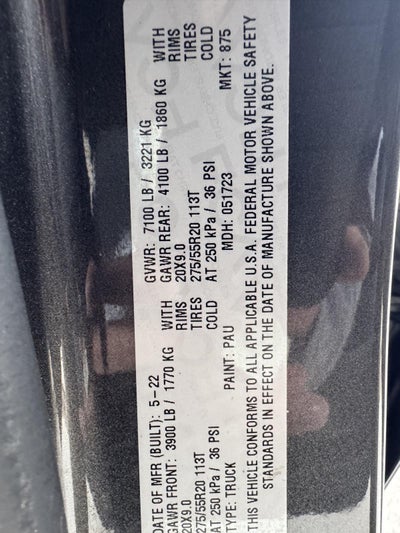 DATE OF MFR (BUILT): 5-22 GVWR: 7100 LB / 3221 KG
GAWR FRONT: 3900 LB / 1770 KG WITH GAWR REAR: 4100 LB / 1860 KG WITH
20X9.0 RIMS 20X9.0 RIMS
275/55R20 113T TIRES 275/55R20 113T TIRES
AT 250 kPa / 36 PSI COLD AT 250 kPa / 36 PSI COLD
TYPE: TRUCK PAINT: PAU MDH: 051723 MKT: 875
THIS VEHICLE CONFORMS TO ALL APPLICABLE U.S.A. FEDERAL MOTOR VEHICLE SAFETY
STANDARDS IN EFFECT ON THE DATE OF MANUFACTURE SHOWN ABOVE.